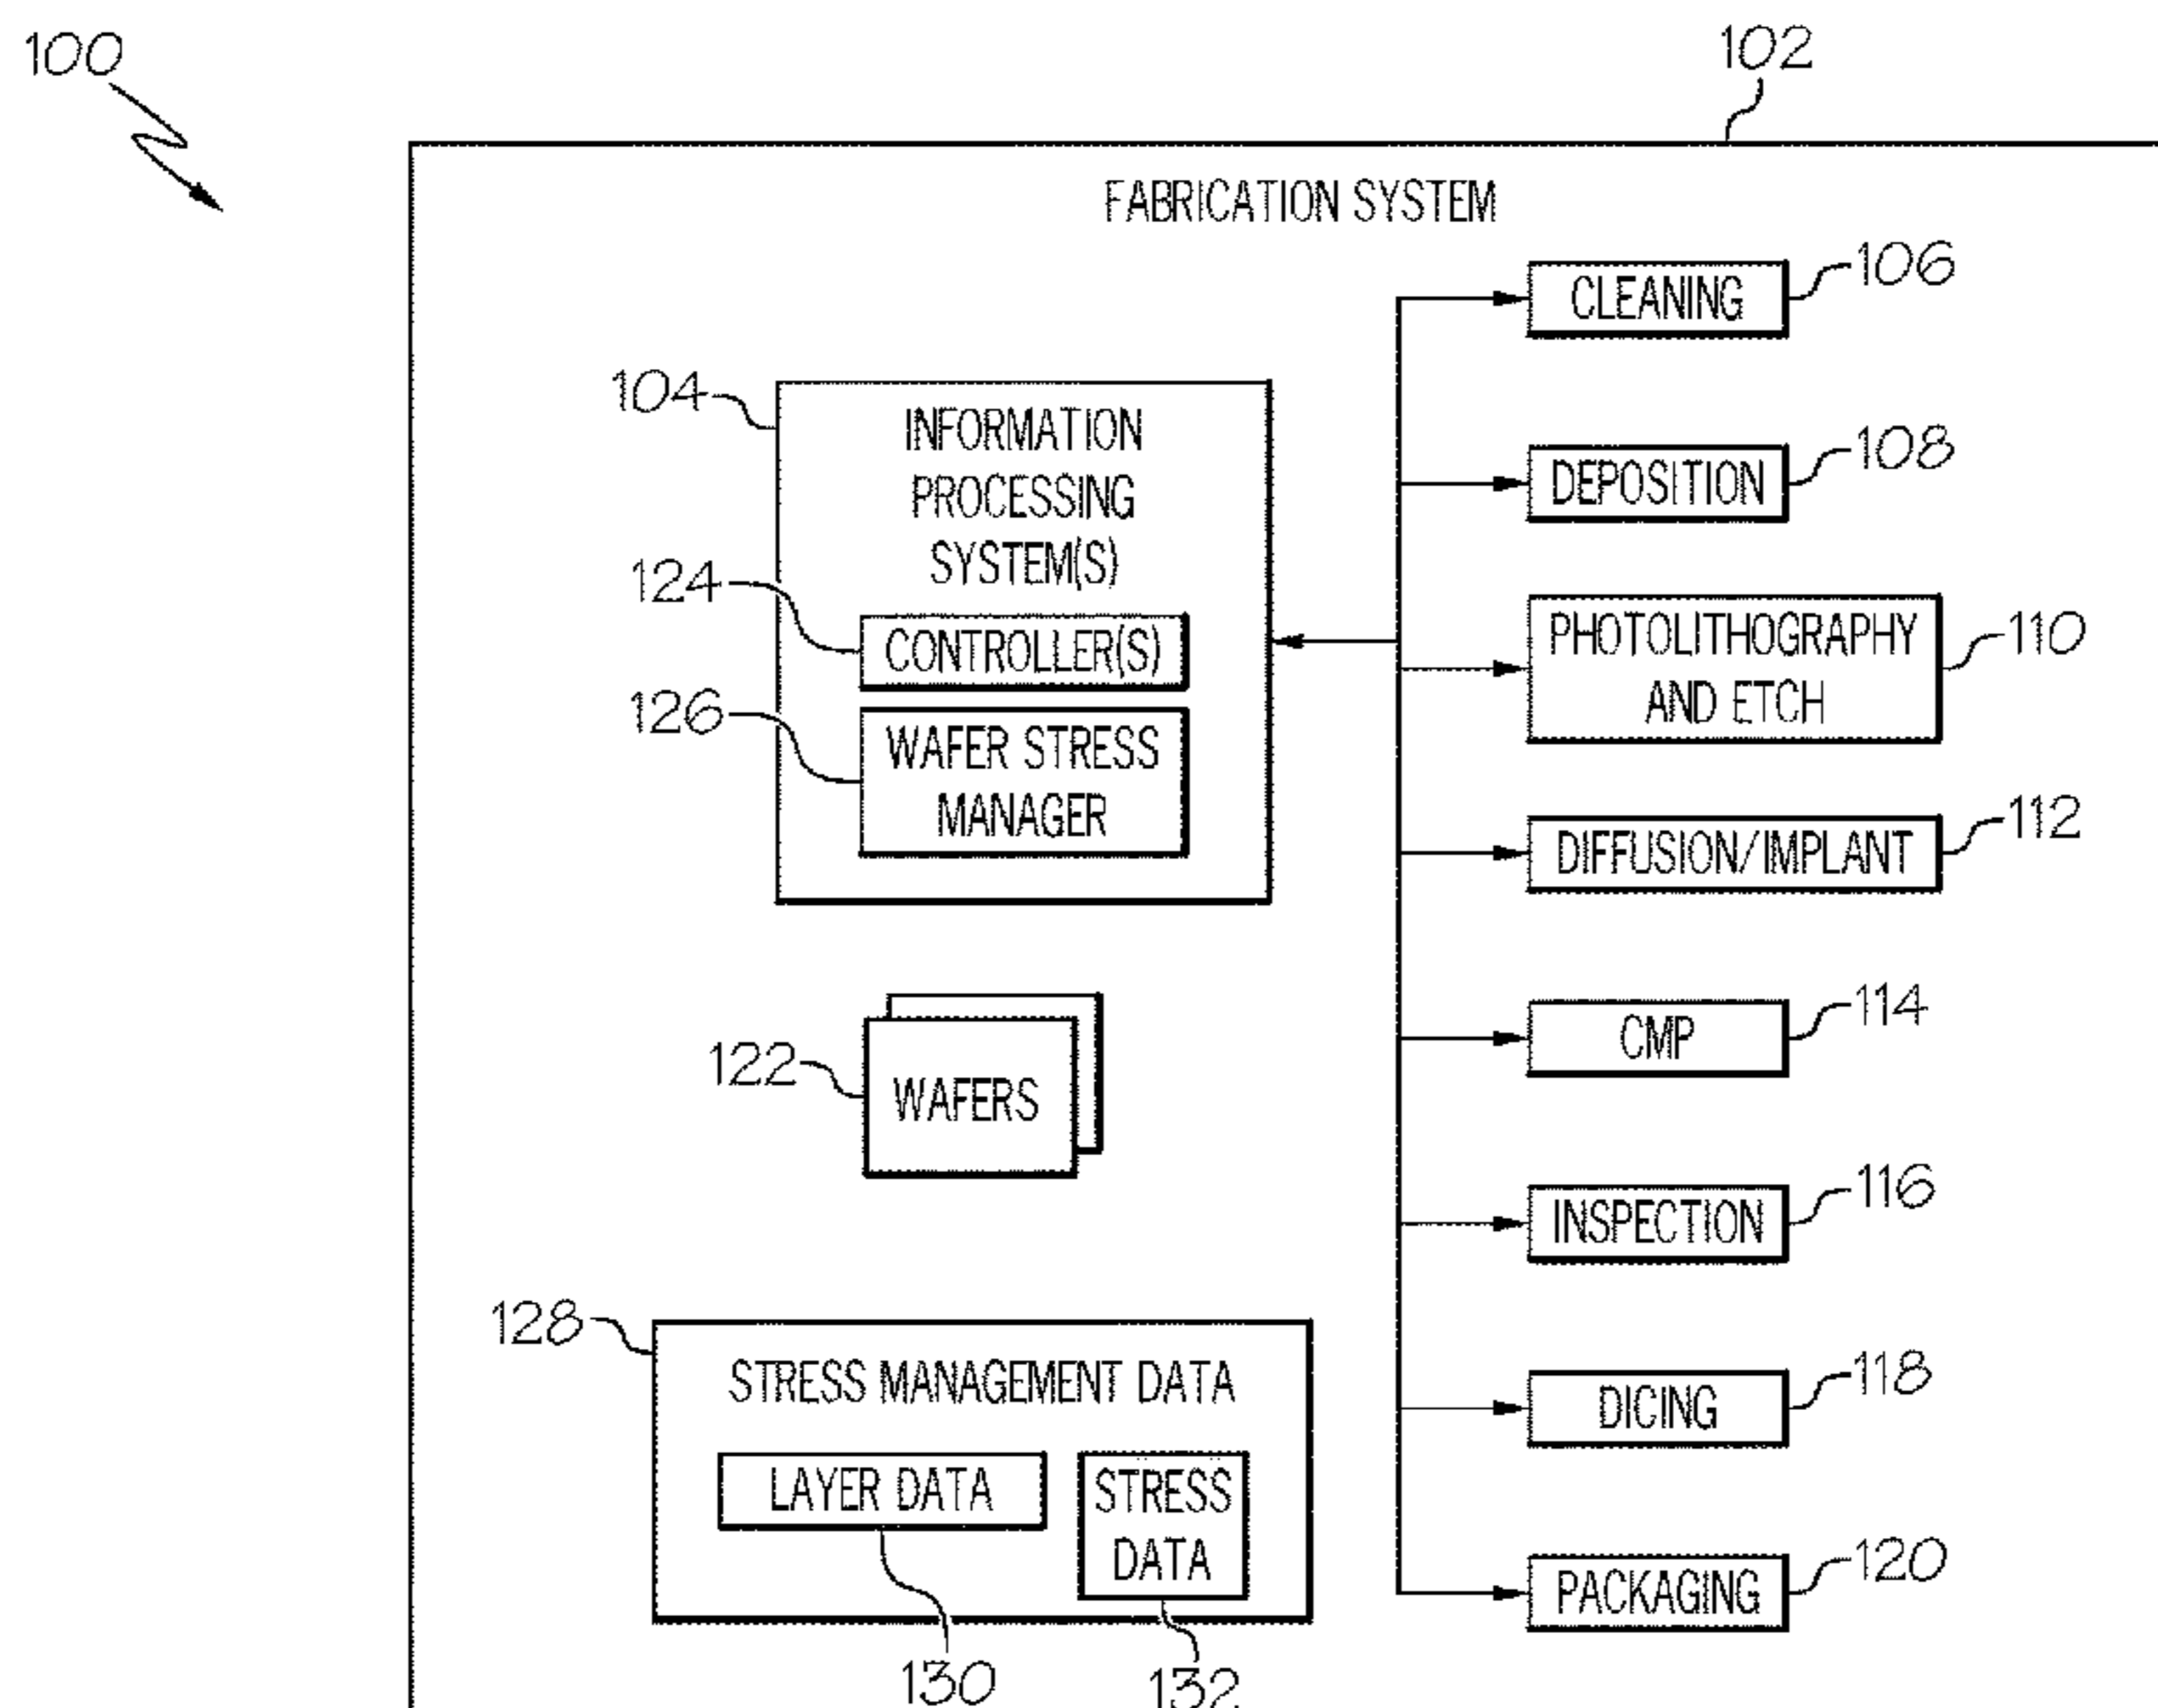 100
102
FABRICATION SYSTEM
CLEANING
106
104
INFORMATION
PROCESSING
SYSTEM(S)
DEPOSITION
108
124
CONTROLLER(S)
PHOTOLITHOGRAPHY
AND ETCH
110
126
WAFER STRESS
MANAGER
DIFFUSION/IMPLANT
112
CMP
114
122
WAFERS
INSPECTION
116
128
STRESS MANAGEMENT DATA
DICING
118
LAYER DATA
STRESS
DATA
PACKAGING
120
130
132